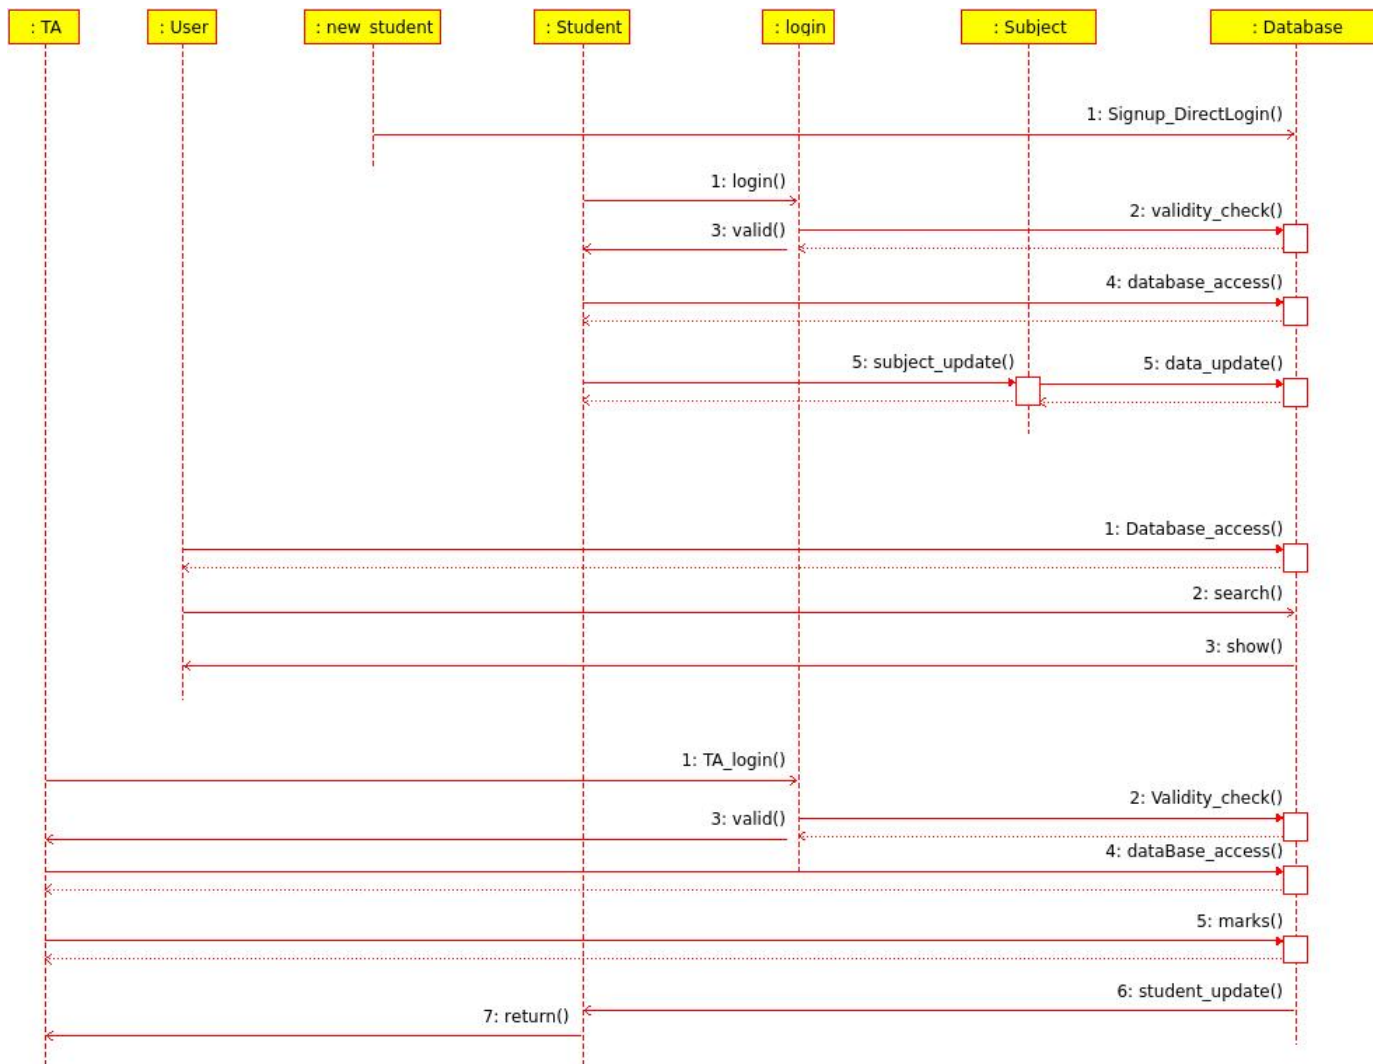 : TA
: User
: new student
: Student
: login
: Subject
: Database
1: Signup_DirectLogin()
1: login()
2: validity_check()
3: valid()
4: database_access()
5: subject_update()
5: data_update()
1: Database_access()
2: search()
3: show()
1: TA_login()
2: Validity_check()
3: valid()
4: dataBase_access()
5: marks()
6: student_update()
7: return()